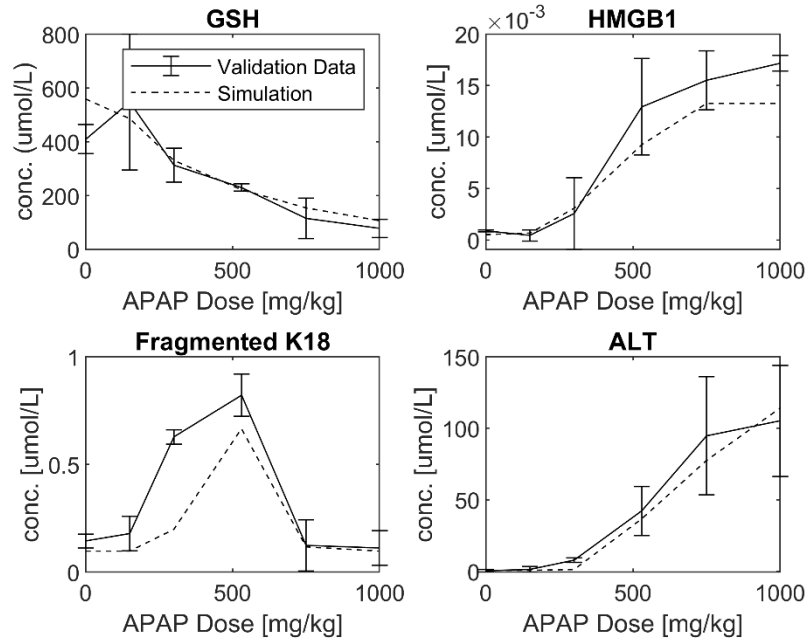 GSH
conc. (umol/L)
800
600
400
200
0
Validation Data
Simulation
0 500 1000
APAP Dose [mg/kg]
HMGB1
×10⁻³
conc. [umol/L]
20
15
10
5
0
0 500 1000
APAP Dose [mg/kg]
Fragmented K18
conc. [umol/L]
1
0.5
0
0 500 1000
APAP Dose [mg/kg]
ALT
conc. [umol/L]
150
100
50
0
0 500 1000
APAP Dose [mg/kg]